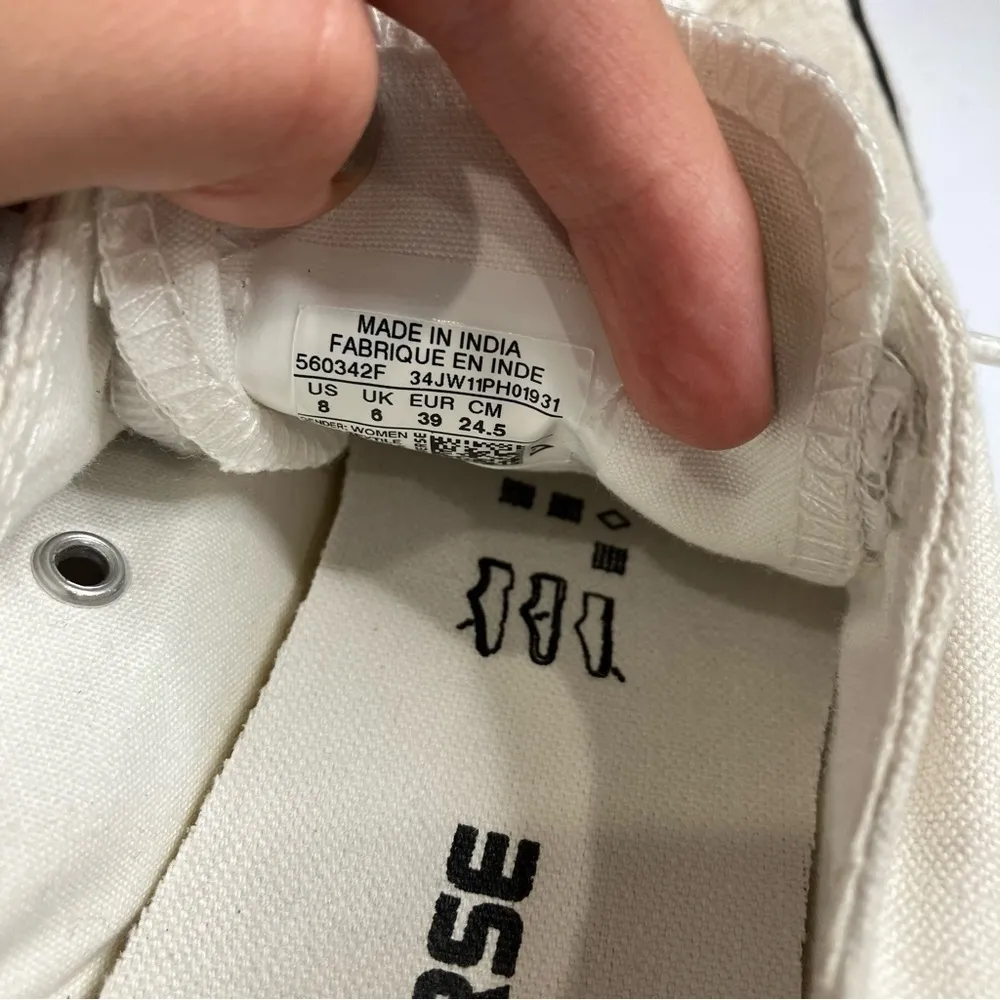 MADE IN INDIA
FABRIQUE EN INDE
560342F 34JW11PH01931
US UK EUR CM
8 6 39 24.5
GENDER: WOMEN
RSE